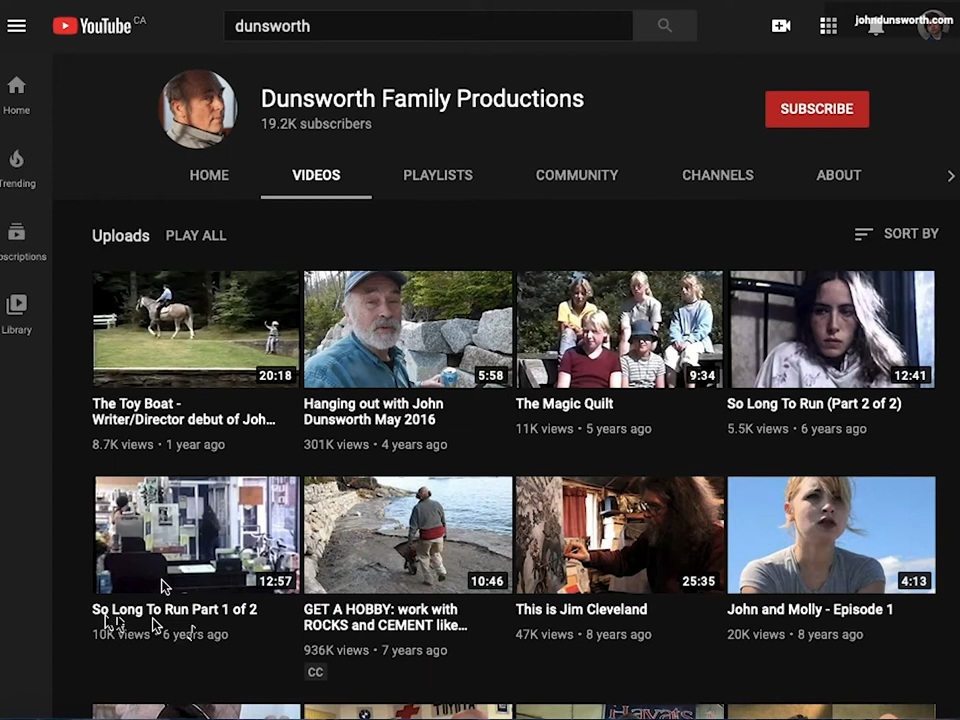 YouTube CA
dunsworth
johndunsworth.com
Home
Trending
scriptions
Library
Dunsworth Family Productions
19.2K subscribers
SUBSCRIBE
HOME
VIDEOS
PLAYLISTS
COMMUNITY
CHANNELS
ABOUT
Uploads
PLAY ALL
SORT BY
20:18
5:58
9:34
12:41
The Toy Boat -
Writer/Director debut of Joh...
8.7K views • 1 year ago
Hanging out with John
Dunsworth May 2016
301K views • 4 years ago
The Magic Quilt
11K views • 5 years ago
So Long To Run (Part 2 of 2)
5.5K views • 6 years ago
12:57
10:46
25:35
4:13
So Long To Run Part 1 of 2
10K views • 6 years ago
GET A HOBBY: work with
ROCKS and CEMENT like...
936K views • 7 years ago
CC
This is Jim Cleveland
47K views • 8 years ago
John and Molly - Episode 1
20K views • 8 years ago
TOYOTA